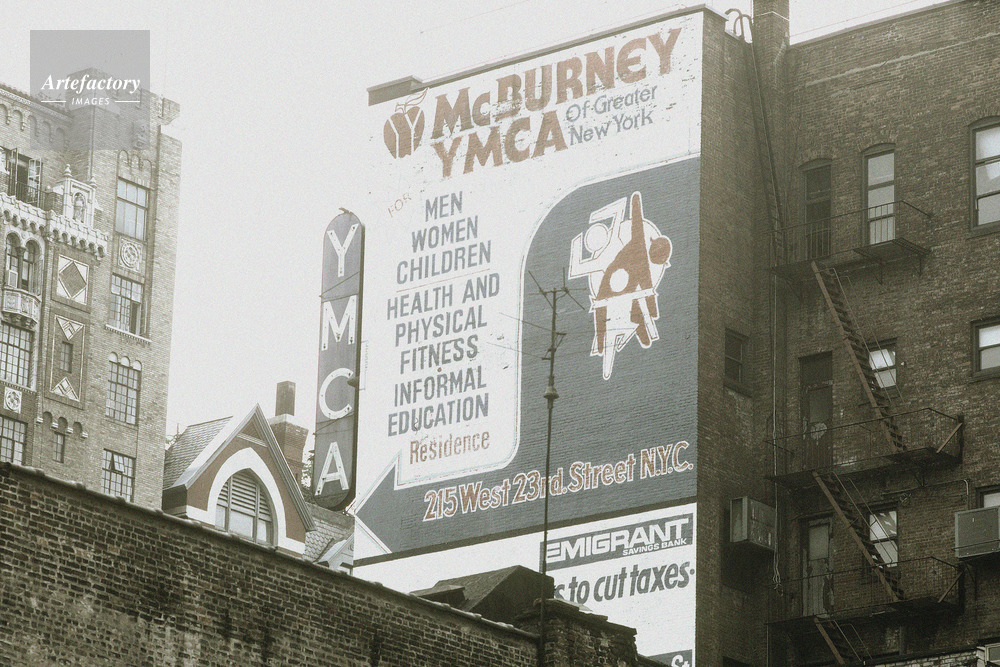 Artefactory
IMAGES
McBURNEY
YMCA
Of Greater
New York
FOR
MEN
WOMEN
CHILDREN
HEALTH AND
PHYSICAL
FITNESS
INFORMAL
EDUCATION
Residence
215 West 23rd. Street N.Y.C.
YMCA
EMIGRANT
SAVINGS BANK
to cut taxes.